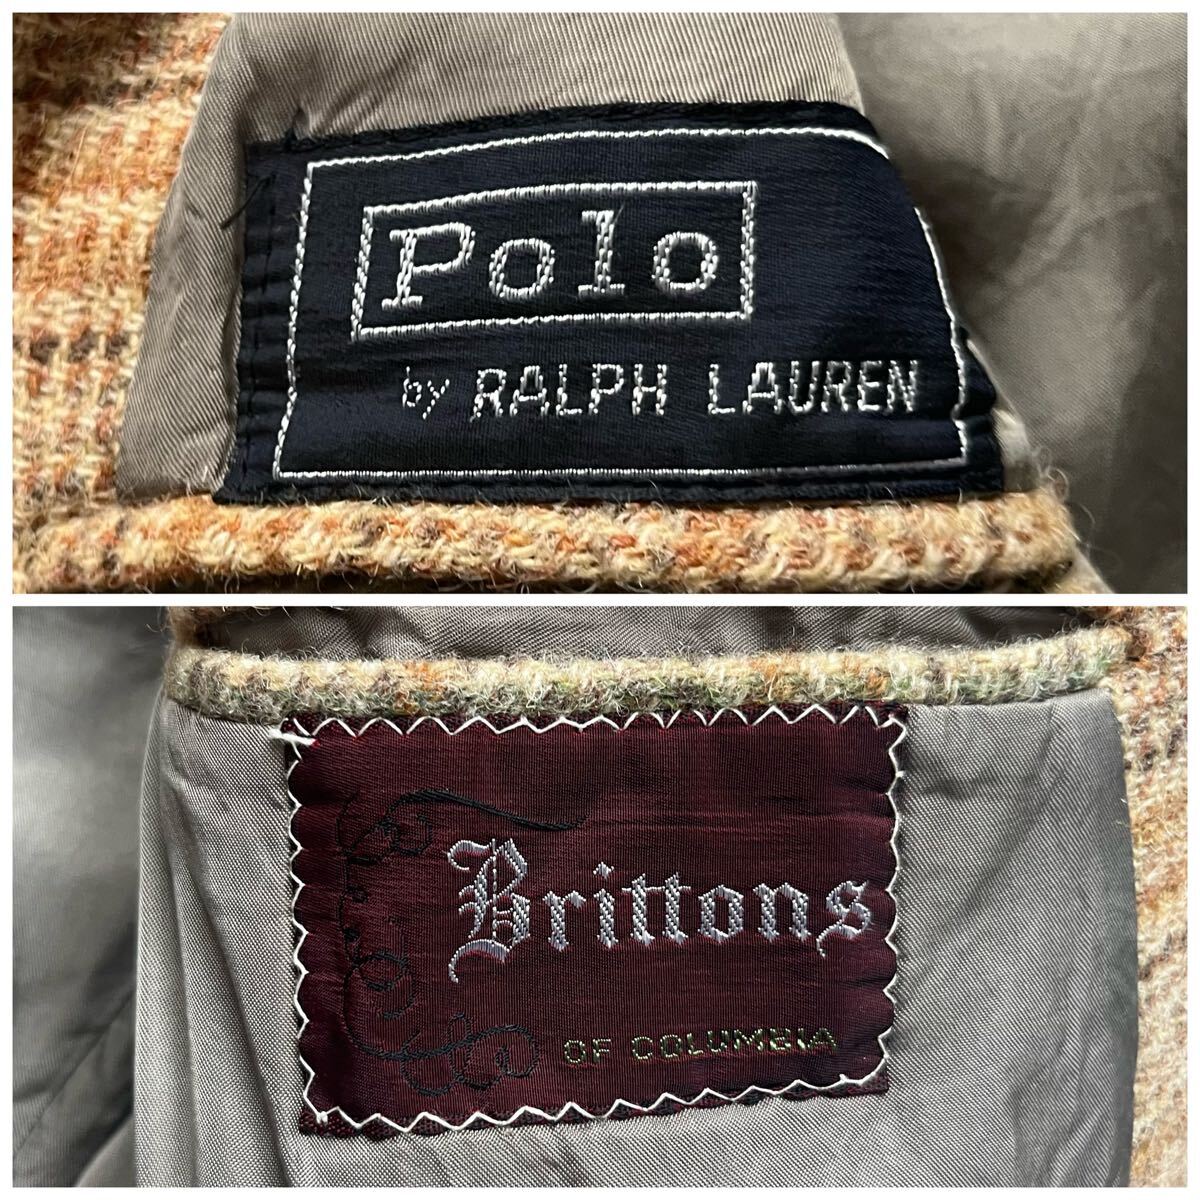 Polo
by RALPH LAUREN
Brittons
OF COLUMBIA